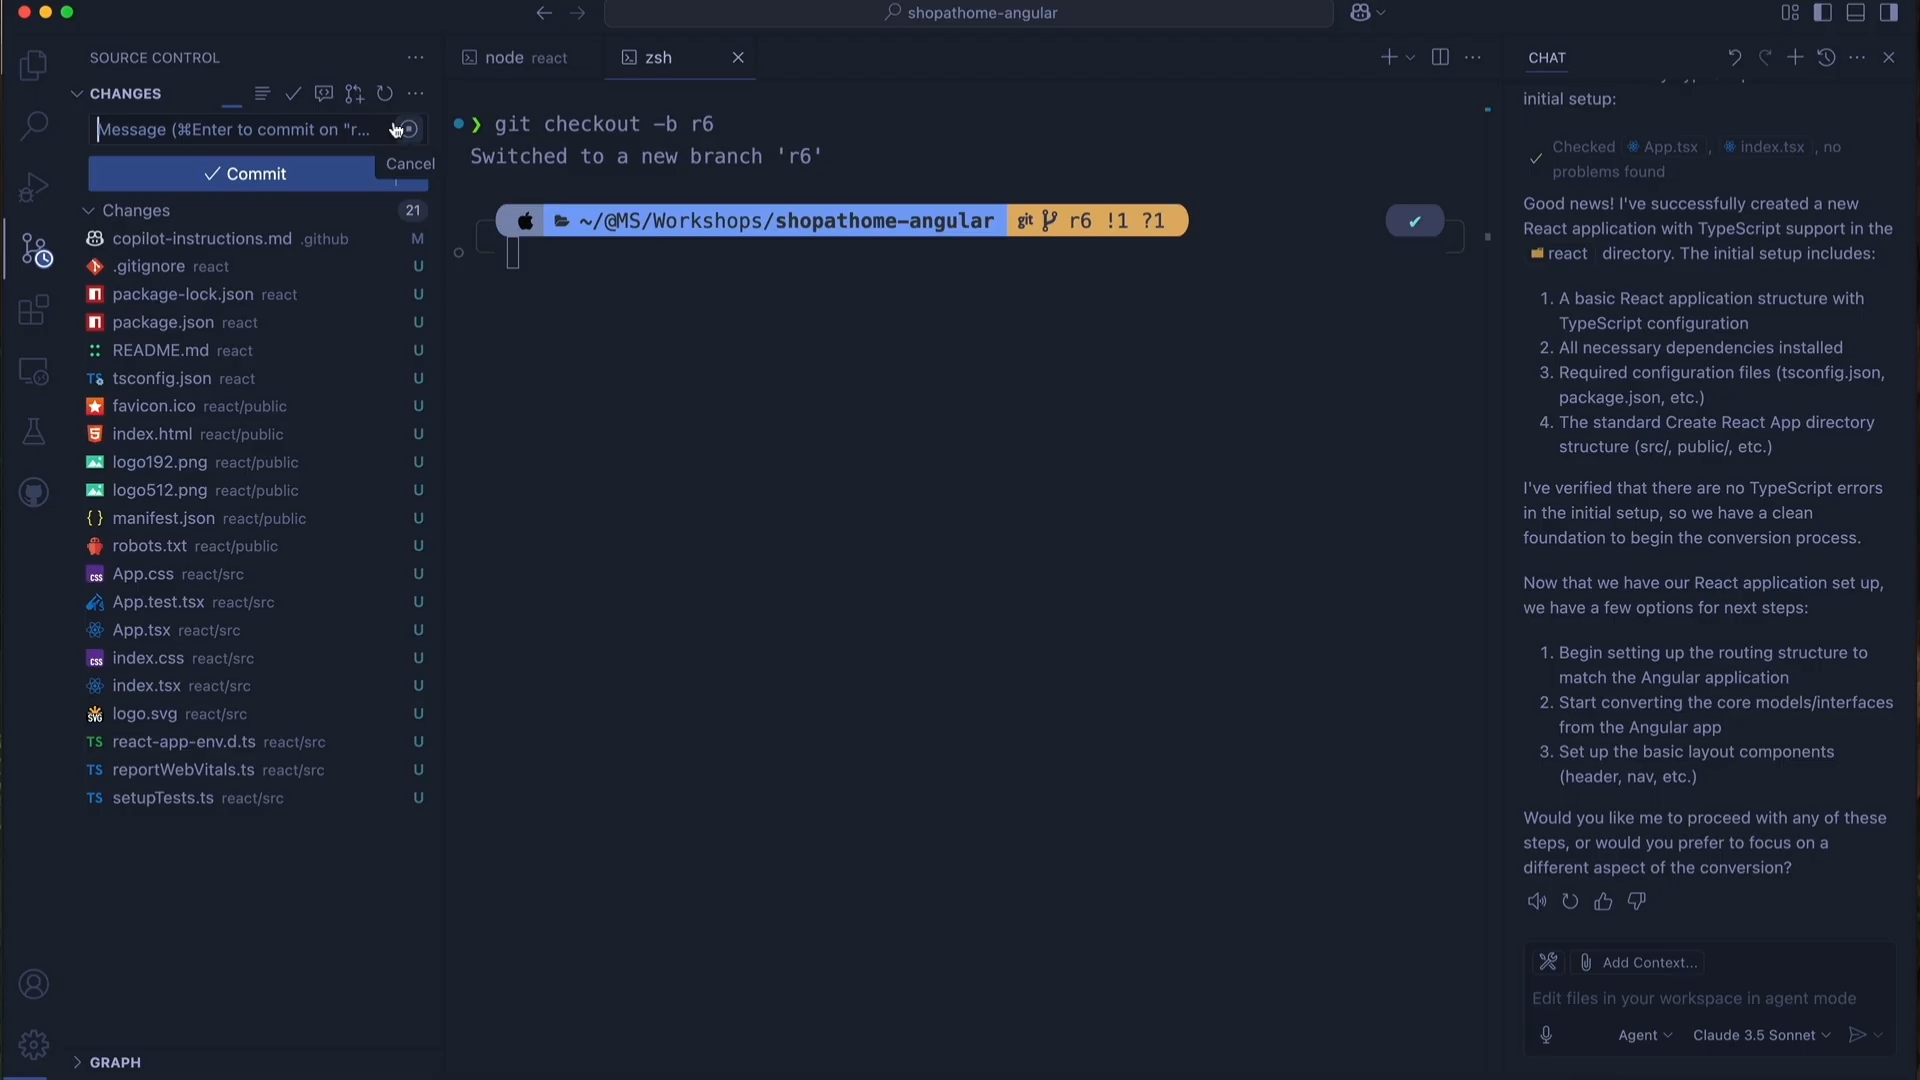 shopathome-angular
SOURCE CONTROL
CHANGES
Message (⌘Enter to commit on "r...
Commit
Cancel
Changes 21
copilot-instructions.md .github M
.gitignore react U
package-lock.json react U
package.json react U
README.md react U
tsconfig.json react U
favicon.ico react/public U
index.html react/public U
logo192.png react/public U
logo512.png react/public U
manifest.json react/public U
robots.txt react/public U
App.css react/src U
App.test.tsx react/src U
App.tsx react/src U
index.css react/src U
index.tsx react/src U
logo.svg react/src U
react-app-env.d.ts react/src U
reportWebVitals.ts react/src U
setupTests.ts react/src U
GRAPH
node react
zsh
❯ git checkout -b r6
Switched to a new branch 'r6'
~/@MS/Workshops/shopathome-angular git r6 !1 ?1 ✔
CHAT
initial setup:
Checked App.tsx , index.tsx , no
problems found
Good news! I've successfully created a new
React application with TypeScript support in the
react directory. The initial setup includes:
1. A basic React application structure with
TypeScript configuration
2. All necessary dependencies installed
3. Required configuration files (tsconfig.json,
package.json, etc.)
4. The standard Create React App directory
structure (src/, public/, etc.)
I've verified that there are no TypeScript errors
in the initial setup, so we have a clean
foundation to begin the conversion process.
Now that we have our React application set up,
we have a few options for next steps:
1. Begin setting up the routing structure to
match the Angular application
2. Start converting the core models/interfaces
from the Angular app
3. Set up the basic layout components
(header, nav, etc.)
Would you like me to proceed with any of these
steps, or would you prefer to focus on a
different aspect of the conversion?
Add Context...
Edit files in your workspace in agent mode
Agent
Claude 3.5 Sonnet